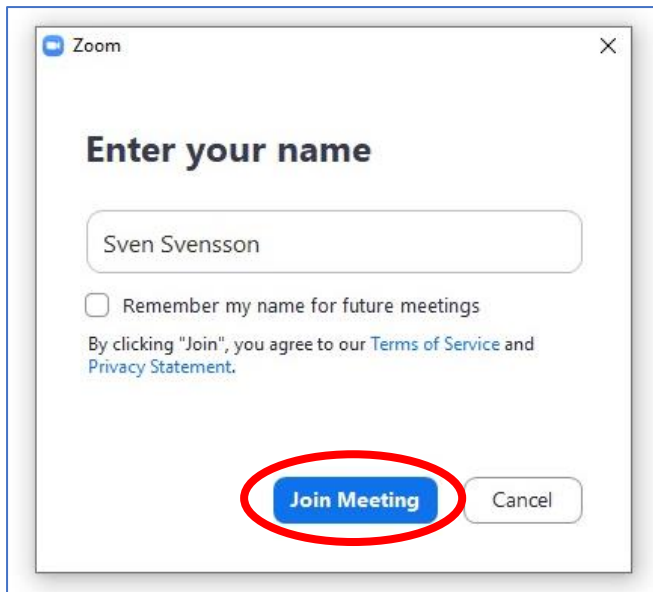 Zoom
Enter your name
Sven Svensson
Remember my name for future meetings
By clicking "Join", you agree to our Terms of Service and
Privacy Statement.
Join Meeting
Cancel